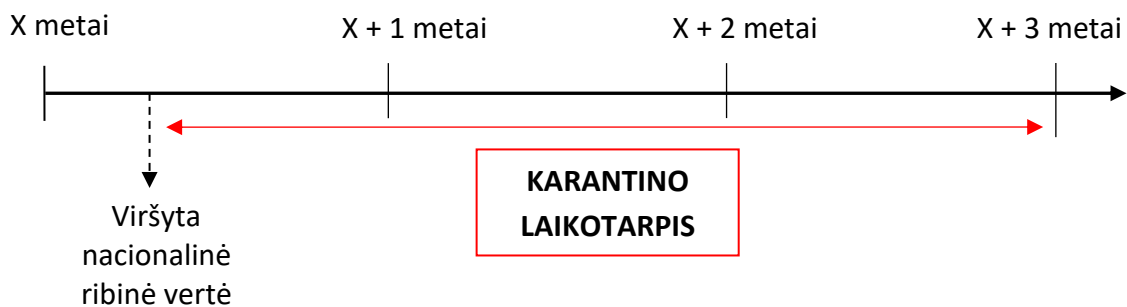 X metai
X + 1 metai
X + 2 metai
X + 3 metai
KARANTINO
LAIKOTARPIS
Viršyta
nacionalinė
ribinė vertė